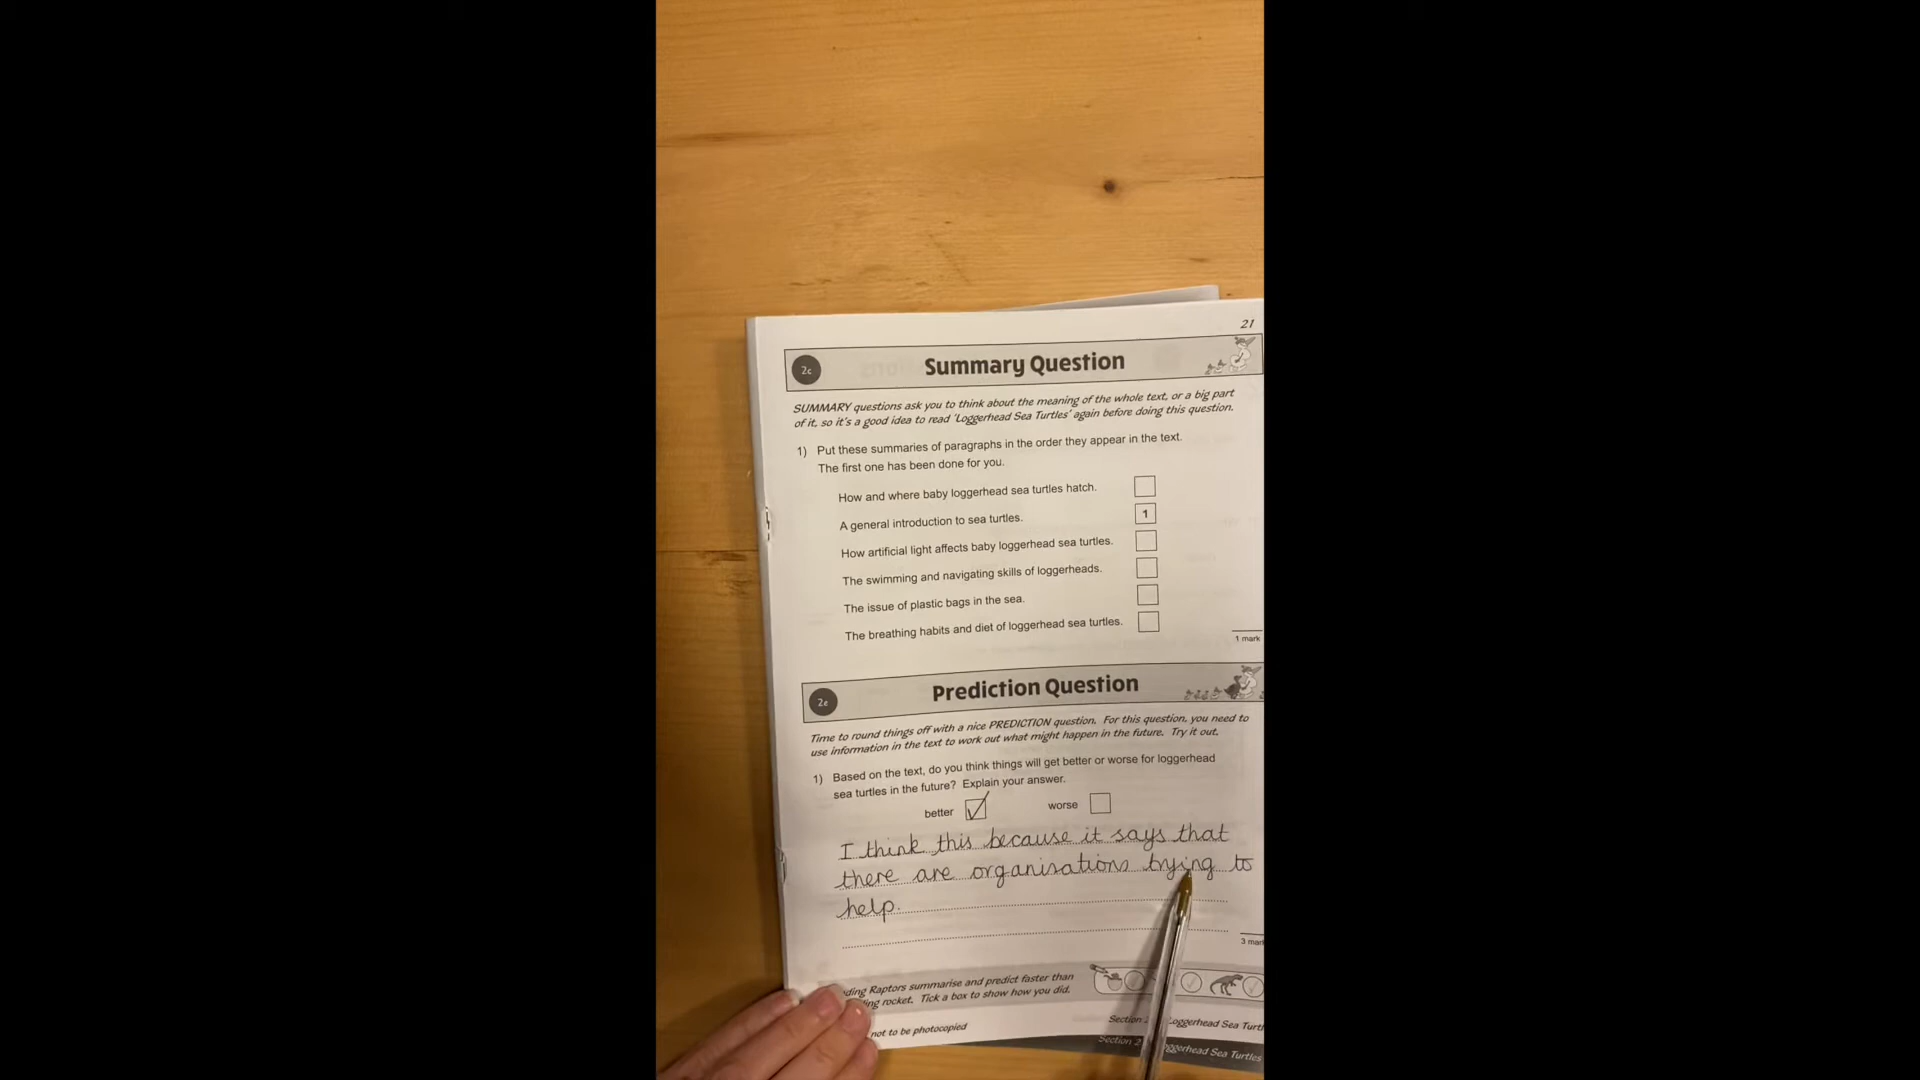 21
2c
Summary Question
SUMMARY questions ask you to think about the meaning of the whole text, or a big part
of it, so it's a good idea to read 'Loggerhead Sea Turtles' again before doing this question.
1) Put these summaries of paragraphs in the order they appear in the text.
The first one has been done for you.
How and where baby loggerhead sea turtles hatch.
A general introduction to sea turtles. 1
How artificial light affects baby loggerhead sea turtles.
The swimming and navigating skills of loggerheads.
The issue of plastic bags in the sea.
The breathing habits and diet of loggerhead sea turtles.
1 mark
2e
Prediction Question
Time to round things off with a nice PREDICTION question. For this question, you need to
use information in the text to work out what might happen in the future. Try it out.
1) Based on the text, do you think things will get better or worse for loggerhead
sea turtles in the future? Explain your answer.
better worse
I think this because it says that
there are organisations trying to
help.
3 mar
Raptors summarise and predict faster than
rocket. Tick a box to show how you did.
not to be photocopied
Section Loggerhead Sea Turt
Section 2 Loggerhead Sea Turtles